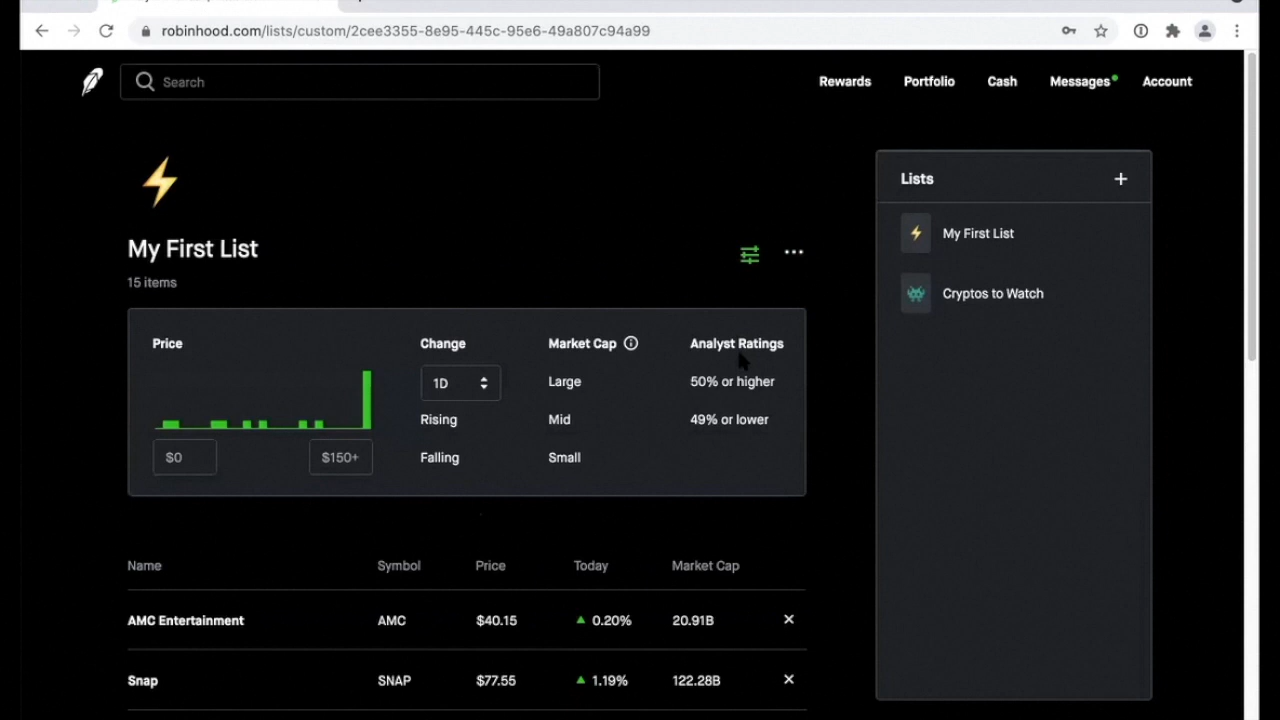 robinhood.com/lists/custom/2cee3355-8e95-445c-95e6-49a807c94a99
Search
Rewards
Portfolio
Cash
Messages
Account
My First List
15 items
Price
$0
$150+
Change
1D
Rising
Falling
Market Cap
Large
Mid
Small
Analyst Ratings
50% or higher
49% or lower
Name Symbol Price Today Market Cap
AMC Entertainment AMC $40.15 0.20% 20.91B
Snap SNAP $77.55 1.19% 122.28B
Lists
My First List
Cryptos to Watch